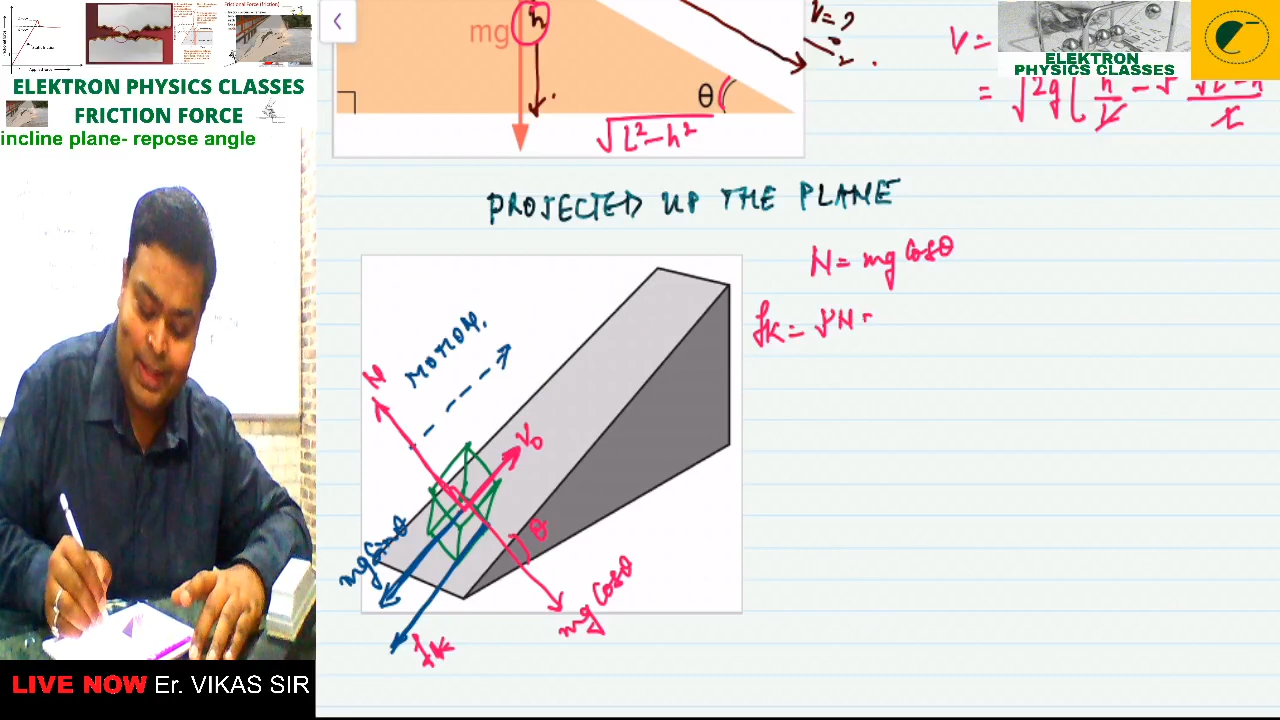 ELEKTRON PHYSICS CLASSES
FRICTION FORCE
incline plane- repose angle
mg
h
θ
√L²-h²
V=?
V=
ELEKTRON
PHYSICS CLASSES
= √2g
PROJECTED UP THE PLANE
N= mg Cosθ
fK= μN =
MOTION.
N
V₀
mg Sinθ
θ
mg Cosθ
fK
LIVE NOW Er. VIKAS SIR